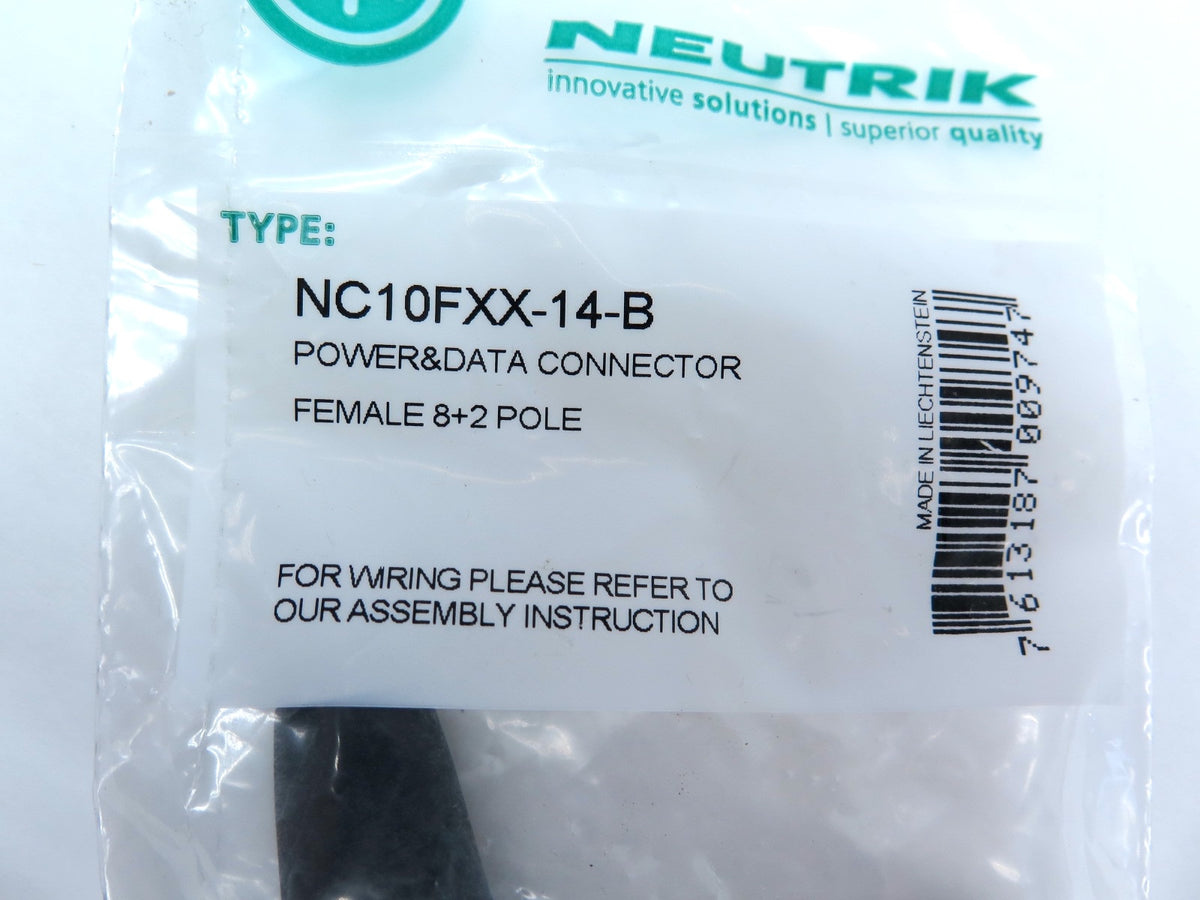 NEUTRIK
innovative solutions | superior quality
TYPE:
NC10FXX-14-B
POWER&DATA CONNECTOR
FEMALE 8+2 POLE
FOR WIRING PLEASE REFER TO
OUR ASSEMBLY INSTRUCTION
MADE IN LIECHTENSTEIN
7 613187 009747